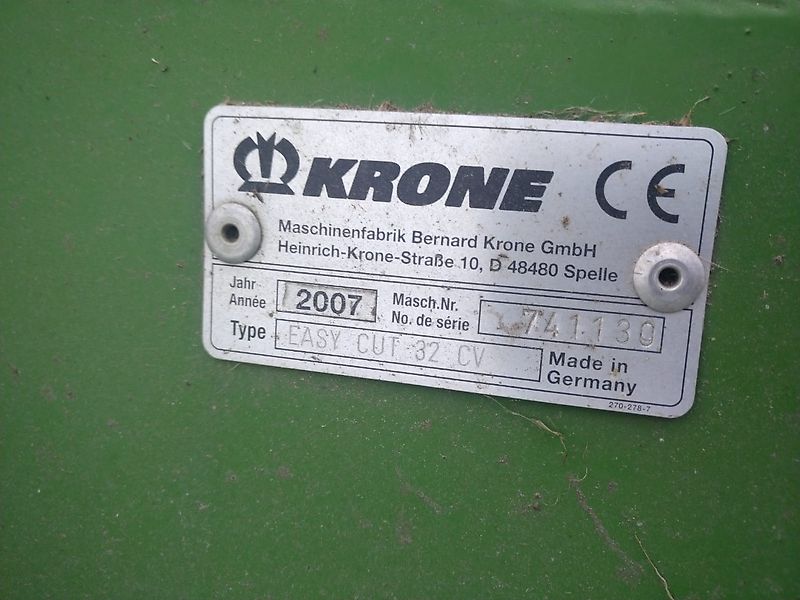 KRONE CE
Maschinenfabrik Bernard Krone GmbH
Heinrich-Krone-Straße 10, D 48480 Spelle
Jahr
Année 2007
Masch.Nr.
No. de série 741139
Type EASY CUT 32 CV
Made in
Germany
270-278-7